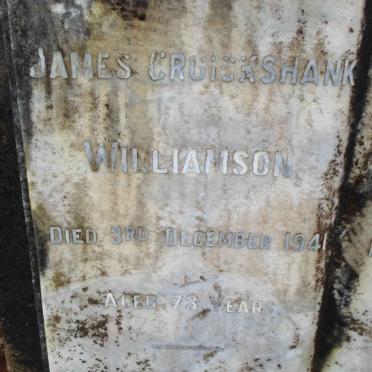 JAMES CRUICKSHANK
WILLIAMSON,
DIED 3RD DECEMBER 1941
AGED 73 YEARS